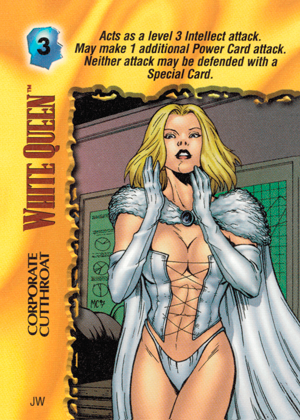 3
Acts as a level 3 Intellect attack.
May make 1 additional Power Card attack.
Neither attack may be defended with a
Special Card.
WHITE QUEEN™
CORPORATE
CUTTHROAT
JW